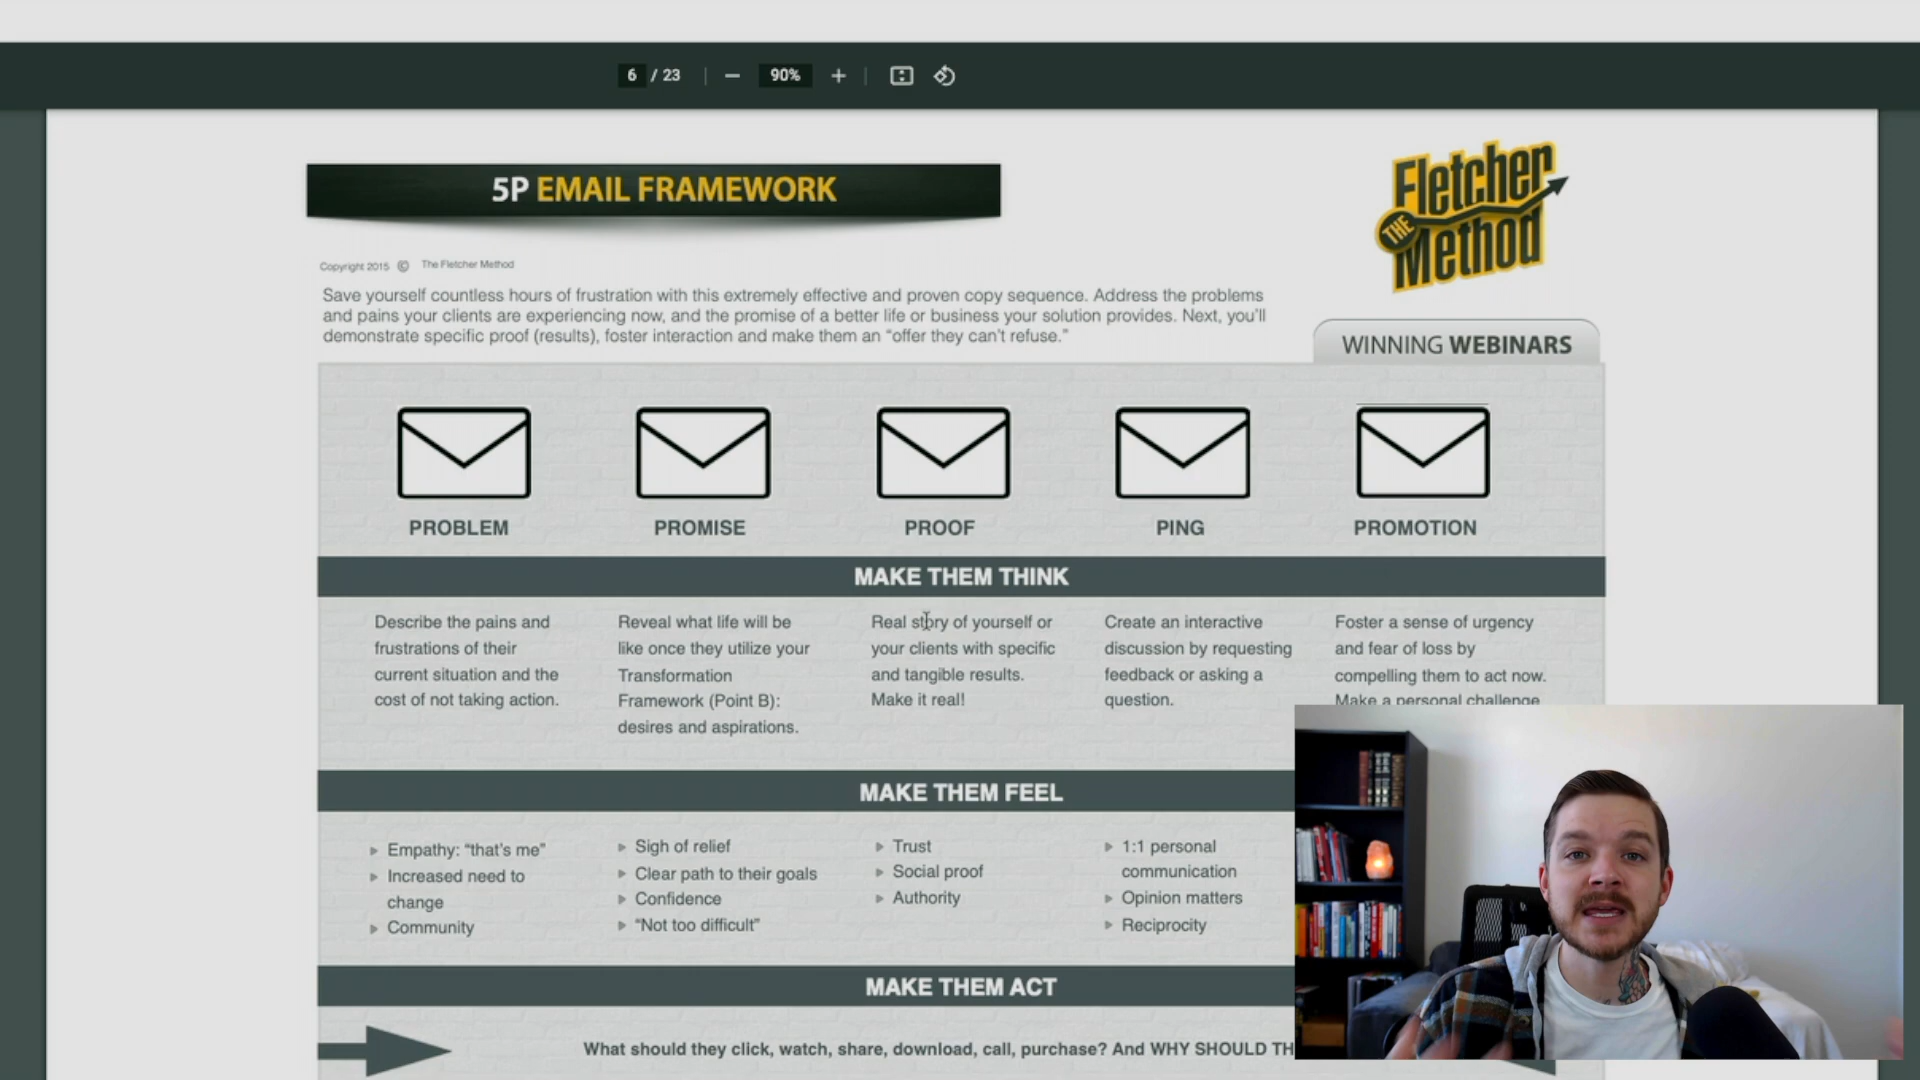 6 / 23 90%
5P EMAIL FRAMEWORK
THE Fletcher Method
Copyright 2015 © The Fletcher Method
Save yourself countless hours of frustration with this extremely effective and proven copy sequence. Address the problems
and pains your clients are experiencing now, and the promise of a better life or business your solution provides. Next, you'll
demonstrate specific proof (results), foster interaction and make them an “offer they can't refuse.”
WINNING WEBINARS
PROBLEM
PROMISE
PROOF
PING
PROMOTION
MAKE THEM THINK
Describe the pains and
frustrations of their
current situation and the
cost of not taking action.
Reveal what life will be
like once they utilize your
Transformation
Framework (Point B):
desires and aspirations.
Real story of yourself or
your clients with specific
and tangible results.
Make it real!
Create an interactive
discussion by requesting
feedback or asking a
question.
Foster a sense of urgency
and fear of loss by
compelling them to act now.
Make a personal challenge
MAKE THEM FEEL
Empathy: “that's me”
Increased need to
change
Community
Sigh of relief
Clear path to their goals
Confidence
“Not too difficult”
Trust
Social proof
Authority
1:1 personal
communication
Opinion matters
Reciprocity
MAKE THEM ACT
What should they click, watch, share, download, call, purchase? And WHY SHOULD TH